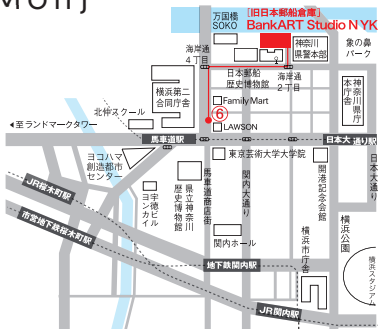 万国橋
SOKO
[旧日本郵船倉庫]
BankART Studio NYK
海岸通
4丁目
神奈川
県警本部
象の鼻
パーク
日本郵船
歴史博物館
海岸通
2丁目
横浜第二
合同庁舎
Family Mart
⑥
LAWSON
神奈川県庁
本庁舎
北仲スクール
◀至ランドマークタワー
馬車道駅
日本大通り駅
日本大通り
ヨコハマ
創造都市
センター
東京芸術大学大学院
宇徳ビル
ヨンカイ
県立神奈川
歴史博物館
馬車道商店街
関内大通り
開港記念会館
JR桜木町駅
市営地下鉄桜木町駅
関内ホール
横浜市庁舎
横浜公園
横浜スタジアム
地下鉄関内駅
JR関内駅